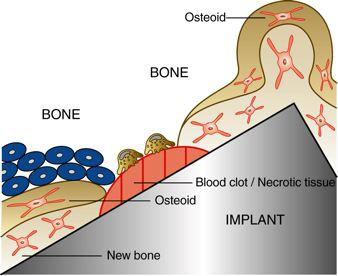 Osteoid
BONE
BONE
Blood clot / Necrotic tissue
Osteoid
IMPLANT
New bone